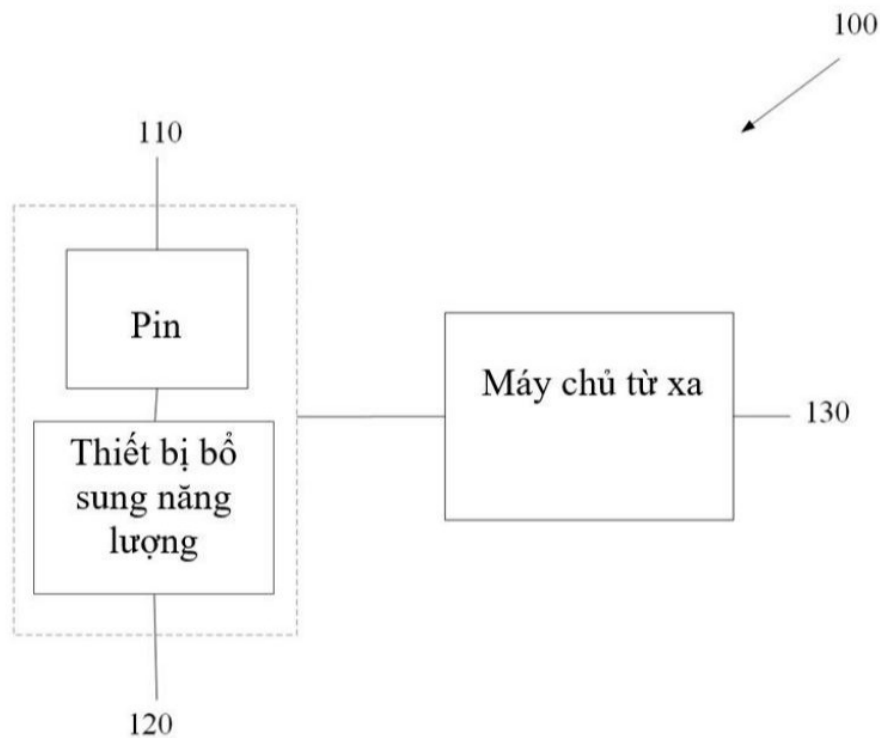 100
110
Pin
Máy chủ từ xa
130
Thiết bị bổ
sung năng
lượng
120